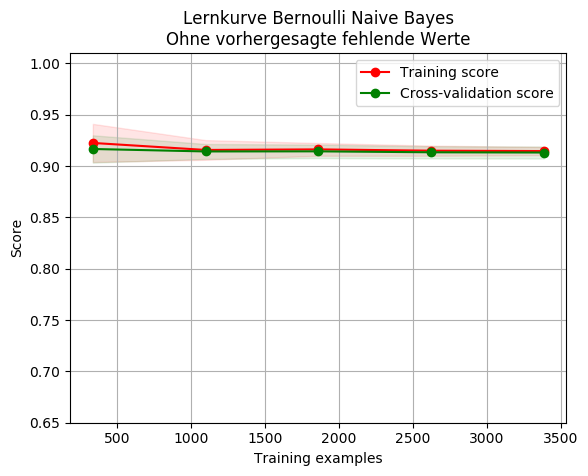 Lernkurve Bernoulli Naive Bayes
Ohne vorhergesagte fehlende Werte
Training score
Cross-validation score
1.00
0.95
0.90
0.85
0.80
0.75
0.70
0.65
Score
500
1000
1500
2000
2500
3000
3500
Training examples